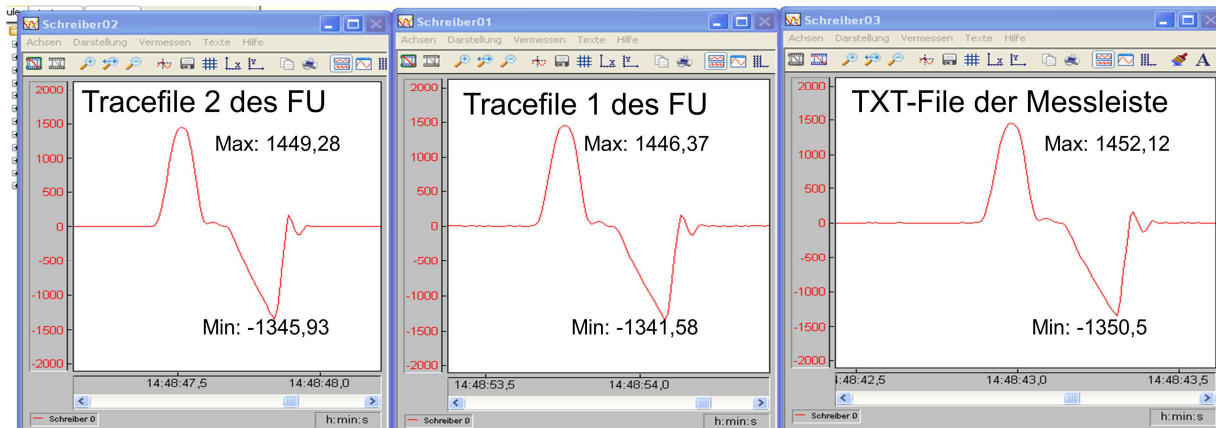 ule
Schreiber02
Achsen Darstellung Vermessen Texte Hilfe
Tracefile 2 des FU
Max: 1449,28
2000
1500
1000
500
0
-500
-1000
-1500
-2000
Min: -1345,93
14:48:47,5 14:48:48,0
Schreiber 0
h:min:s
Schreiber01
Achsen Darstellung Vermessen Texte Hilfe
Tracefile 1 des FU
Max: 1446,37
2000
1500
1000
500
0
-500
-1000
-1500
-2000
Min: -1341,58
14:48:53,5 14:48:54,0
Schreiber 0
h:min:s
Schreiber03
Achsen Darstellung Vermessen Texte Hilfe
TXT-File der Messleiste
Max: 1452,12
2000
1500
1000
500
0
-500
-1000
-1500
-2000
Min: -1350,5
14:48:42,5 14:48:43,0 14:48:43,5
Schreiber 0
h:min:s